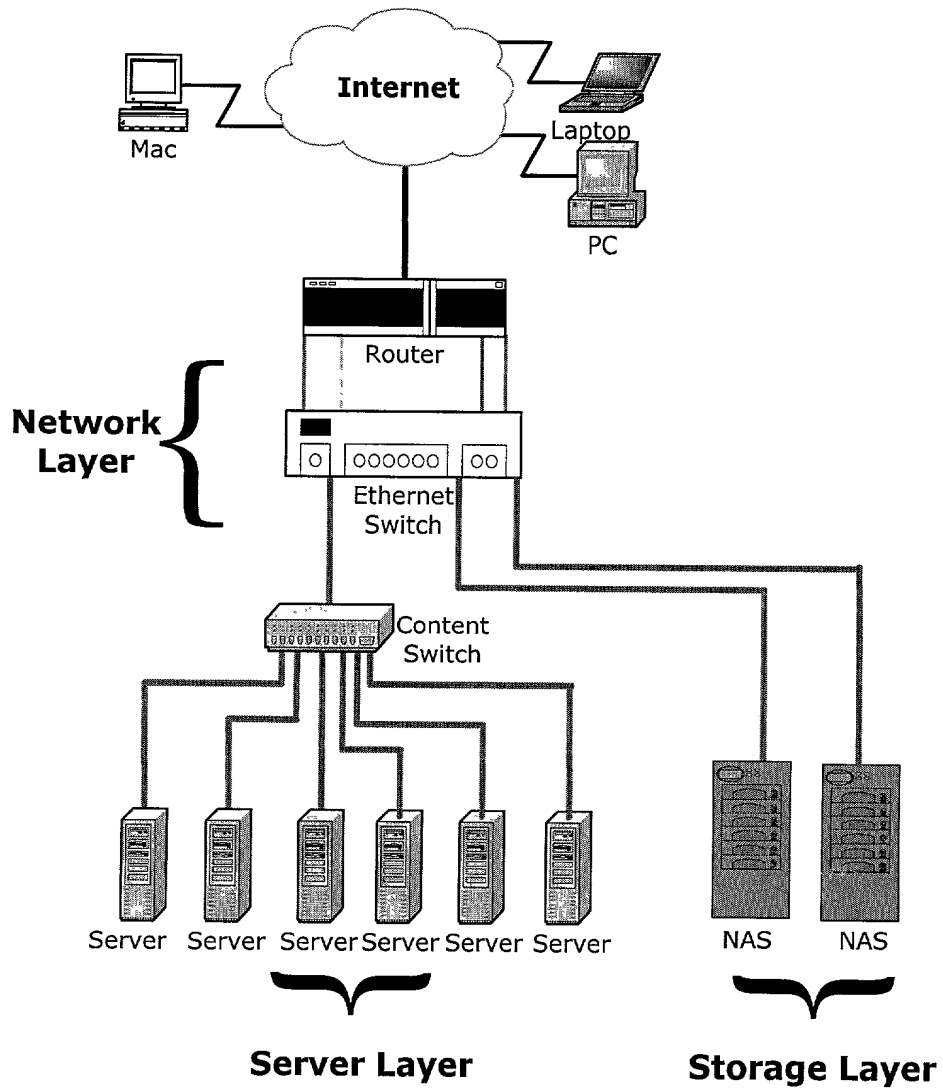 Internet
Mac
Laptop
PC
Router
Network
Layer
Ethernet
Switch
Content
Switch
Server
Server
Server
Server
Server
Server
NAS
NAS
Server Layer
Storage Layer